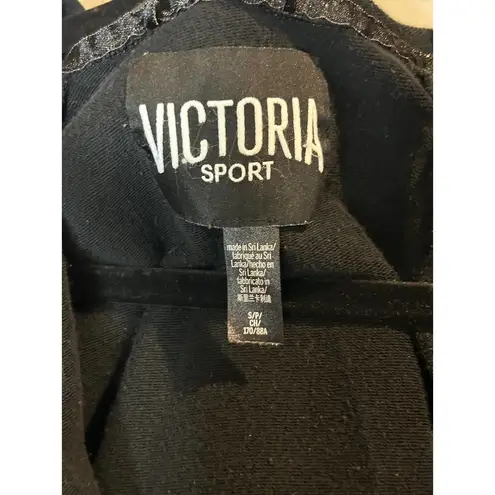 VICTORIA
SPORT
made in Sri Lanka/
fabriqué au Sri
Lanka/hecho en
Sri Lanka/
fabbricato in
Sri Lanka/
斯里兰卡制造
S/P/
CH/
170/88A